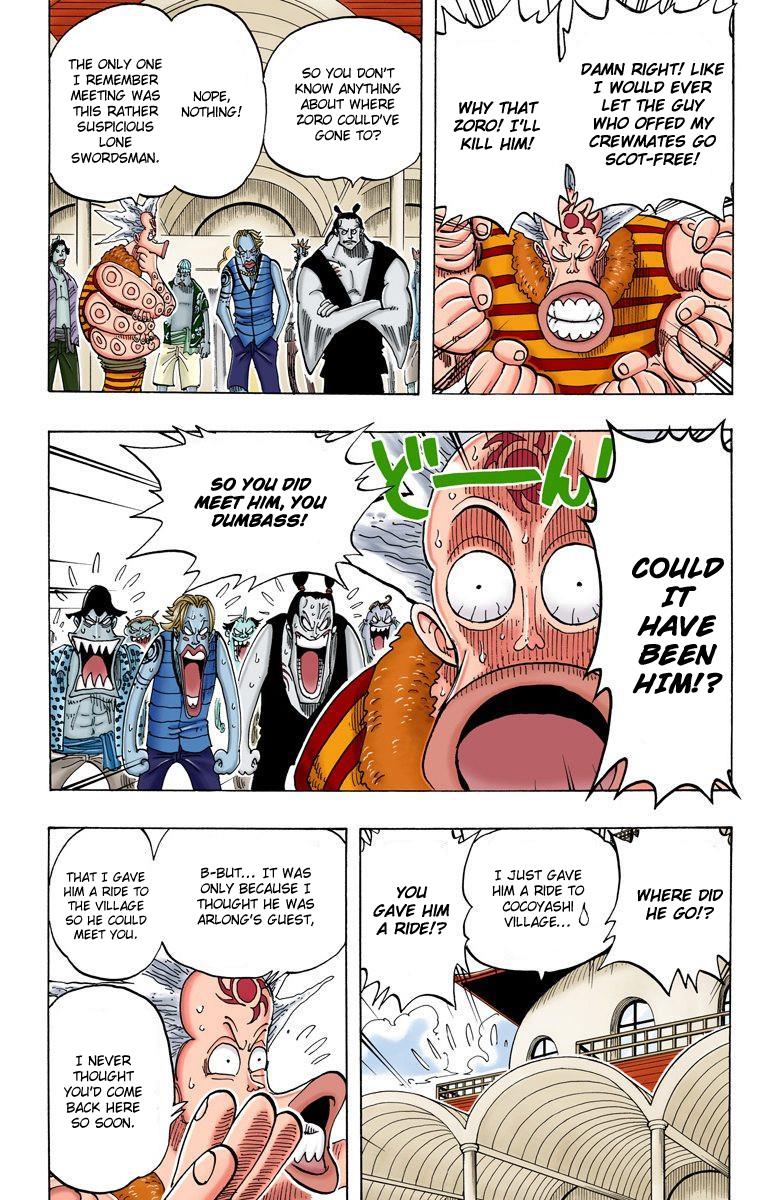 DAMN RIGHT! LIKE
I WOULD EVER
LET THE GUY
WHO OFFED MY
CREWMATES GO
SCOT-FREE!
WHY THAT
ZORO! I'LL
KILL HIM!
SO YOU DON'T
KNOW ANYTHING
ABOUT WHERE
ZORO COULD'VE
GONE TO?
NOPE,
NOTHING!
THE ONLY ONE
I REMEMBER
MEETING WAS
THIS RATHER
SUSPICIOUS
LONE
SWORDSMAN.
COULD
IT
HAVE
BEEN
HIM!?
どーん
SO YOU DID
MEET HIM, YOU
DUMBASS!
WHERE DID
HE GO!?
I JUST GAVE
HIM A RIDE TO
COCOYASHI
VILLAGE...
YOU
GAVE HIM
A RIDE!?
B-BUT... IT WAS
ONLY BECAUSE I
THOUGHT HE WAS
ARLONG'S GUEST,
THAT I GAVE
HIM A RIDE TO
THE VILLAGE
SO HE COULD
MEET YOU.
I NEVER
THOUGHT
YOU'D COME
BACK HERE
SO SOON.